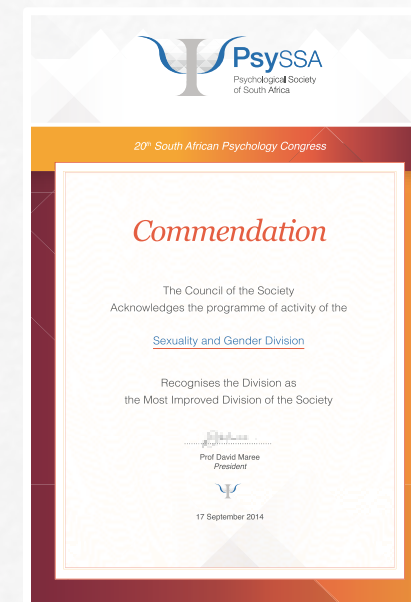 PsySSA
Psychological Society
of South Africa
20th South African Psychology Congress
Commendation
The Council of the Society
Acknowledges the programme of activity of the
Sexuality and Gender Division
Recognises the Division as
the Most Improved Division of the Society
Prof David Maree
President
17 September 2014